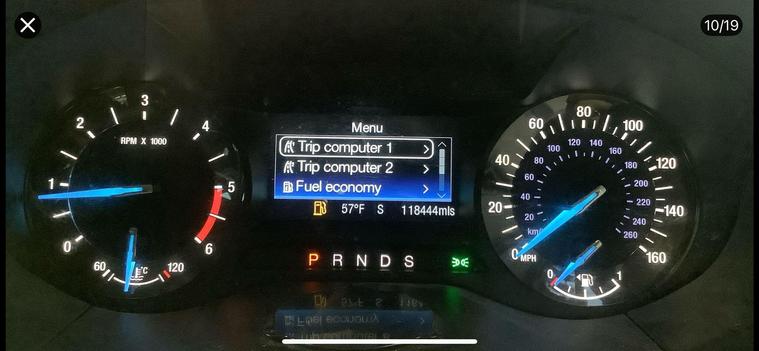 10/19
Menu
Trip computer 1
Trip computer 2
Fuel economy
57°F S 118444mls
P R N D S
RPM X 1000
0 1 2 3 4 5 6
60 °C 120
0 20 40 60 80 100 120 140 160
MPH
20 40 60 80 100 120 140 160 180 200 220 240 260
km/
0 1